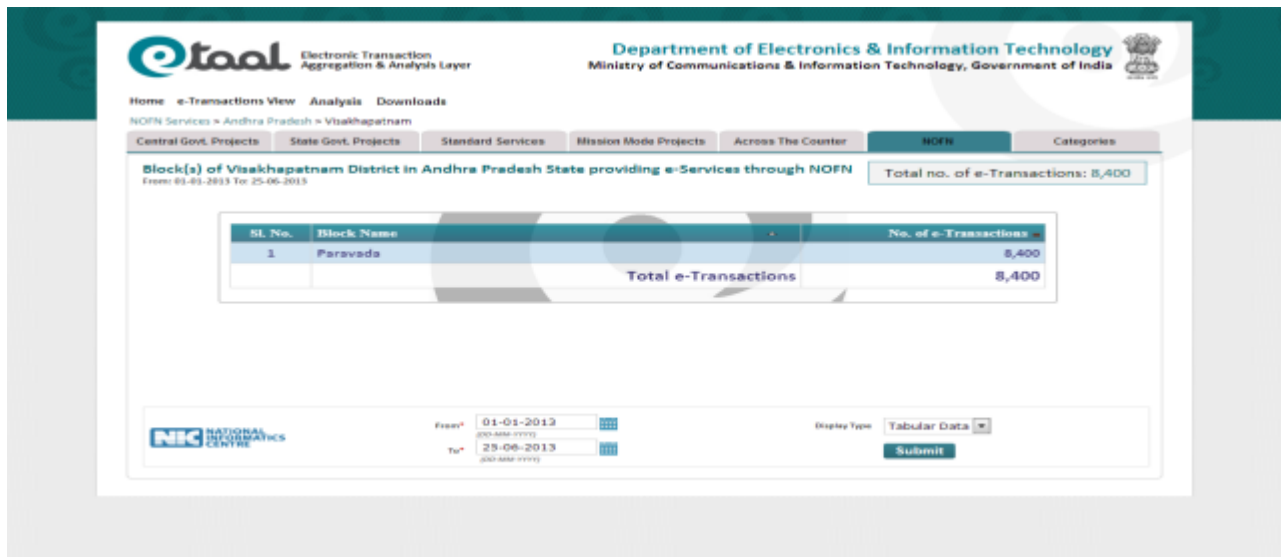 etaal Electronic Transaction
Aggregation & Analysis Layer
Department of Electronics & Information Technology
Ministry of Communications & Information Technology, Government of India
Home e-Transactions View Analysis Downloads
NOFN Services » Andhra Pradesh » Visakhapatnam
Central Govt. Projects State Govt. Projects Standard Services Mission Mode Projects Across The Counter NOFN Categories
Block(s) of Visakhapatnam District in Andhra Pradesh State providing e-Services through NOFN
From: 01-01-2013 To: 25-06-2013
Total no. of e-Transactions: 8,400
Sl. No. Block Name No. of e-Transactions
1 Paravada 8,400
Total e-Transactions 8,400
NIC NATIONAL
INFORMATICS
CENTRE
From* 01-01-2013
(DD-MM-YYYY)
To* 25-06-2013
(DD-MM-YYYY)
Display Type Tabular Data
Submit